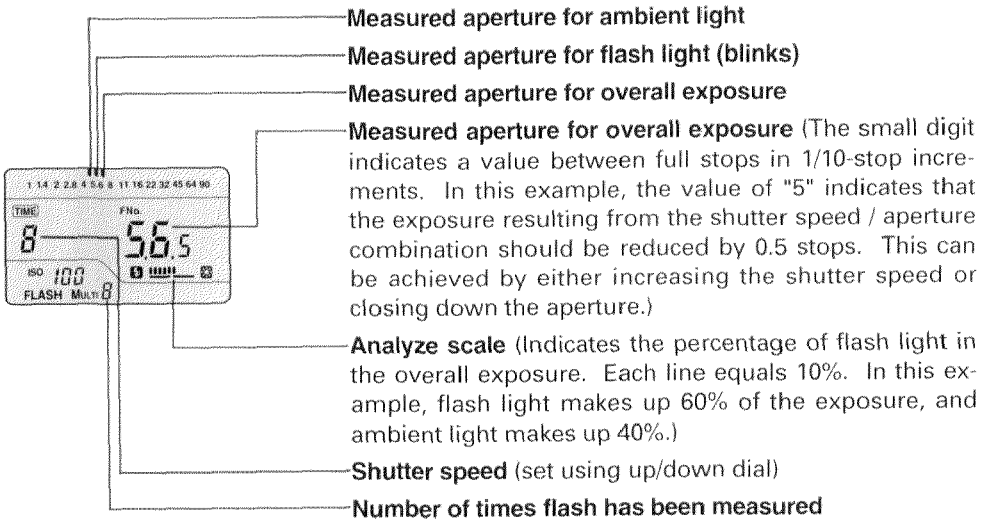 Measured aperture for ambient light
Measured aperture for flash light (blinks)
Measured aperture for overall exposure
Measured aperture for overall exposure (The small digit
indicates a value between full stops in 1/10-stop incre-
ments. In this example, the value of "5" indicates that
the exposure resulting from the shutter speed / aperture
combination should be reduced by 0.5 stops. This can
be achieved by either increasing the shutter speed or
closing down the aperture.)
Analyze scale (Indicates the percentage of flash light in
the overall exposure. Each line equals 10%. In this ex-
ample, flash light makes up 60% of the exposure, and
ambient light makes up 40%.)
Shutter speed (set using up/down dial)
Number of times flash has been measured
1 1.4 2 2.8 4 5.6 8 11 16 22 32 45 64 90
TIME FNo.
8 5.6 5
ISO 100
FLASH MULTI 8